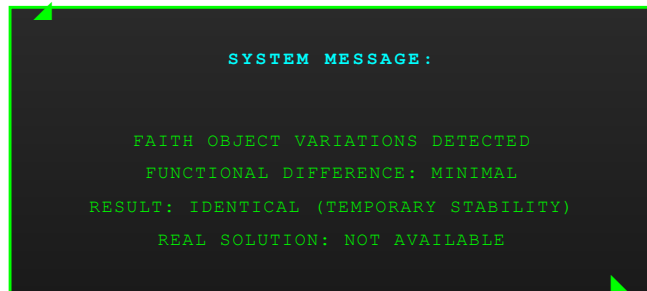 SYSTEM MESSAGE:
FAITH OBJECT VARIATIONS DETECTED
FUNCTIONAL DIFFERENCE: MINIMAL
RESULT: IDENTICAL (TEMPORARY STABILITY)
REAL SOLUTION: NOT AVAILABLE